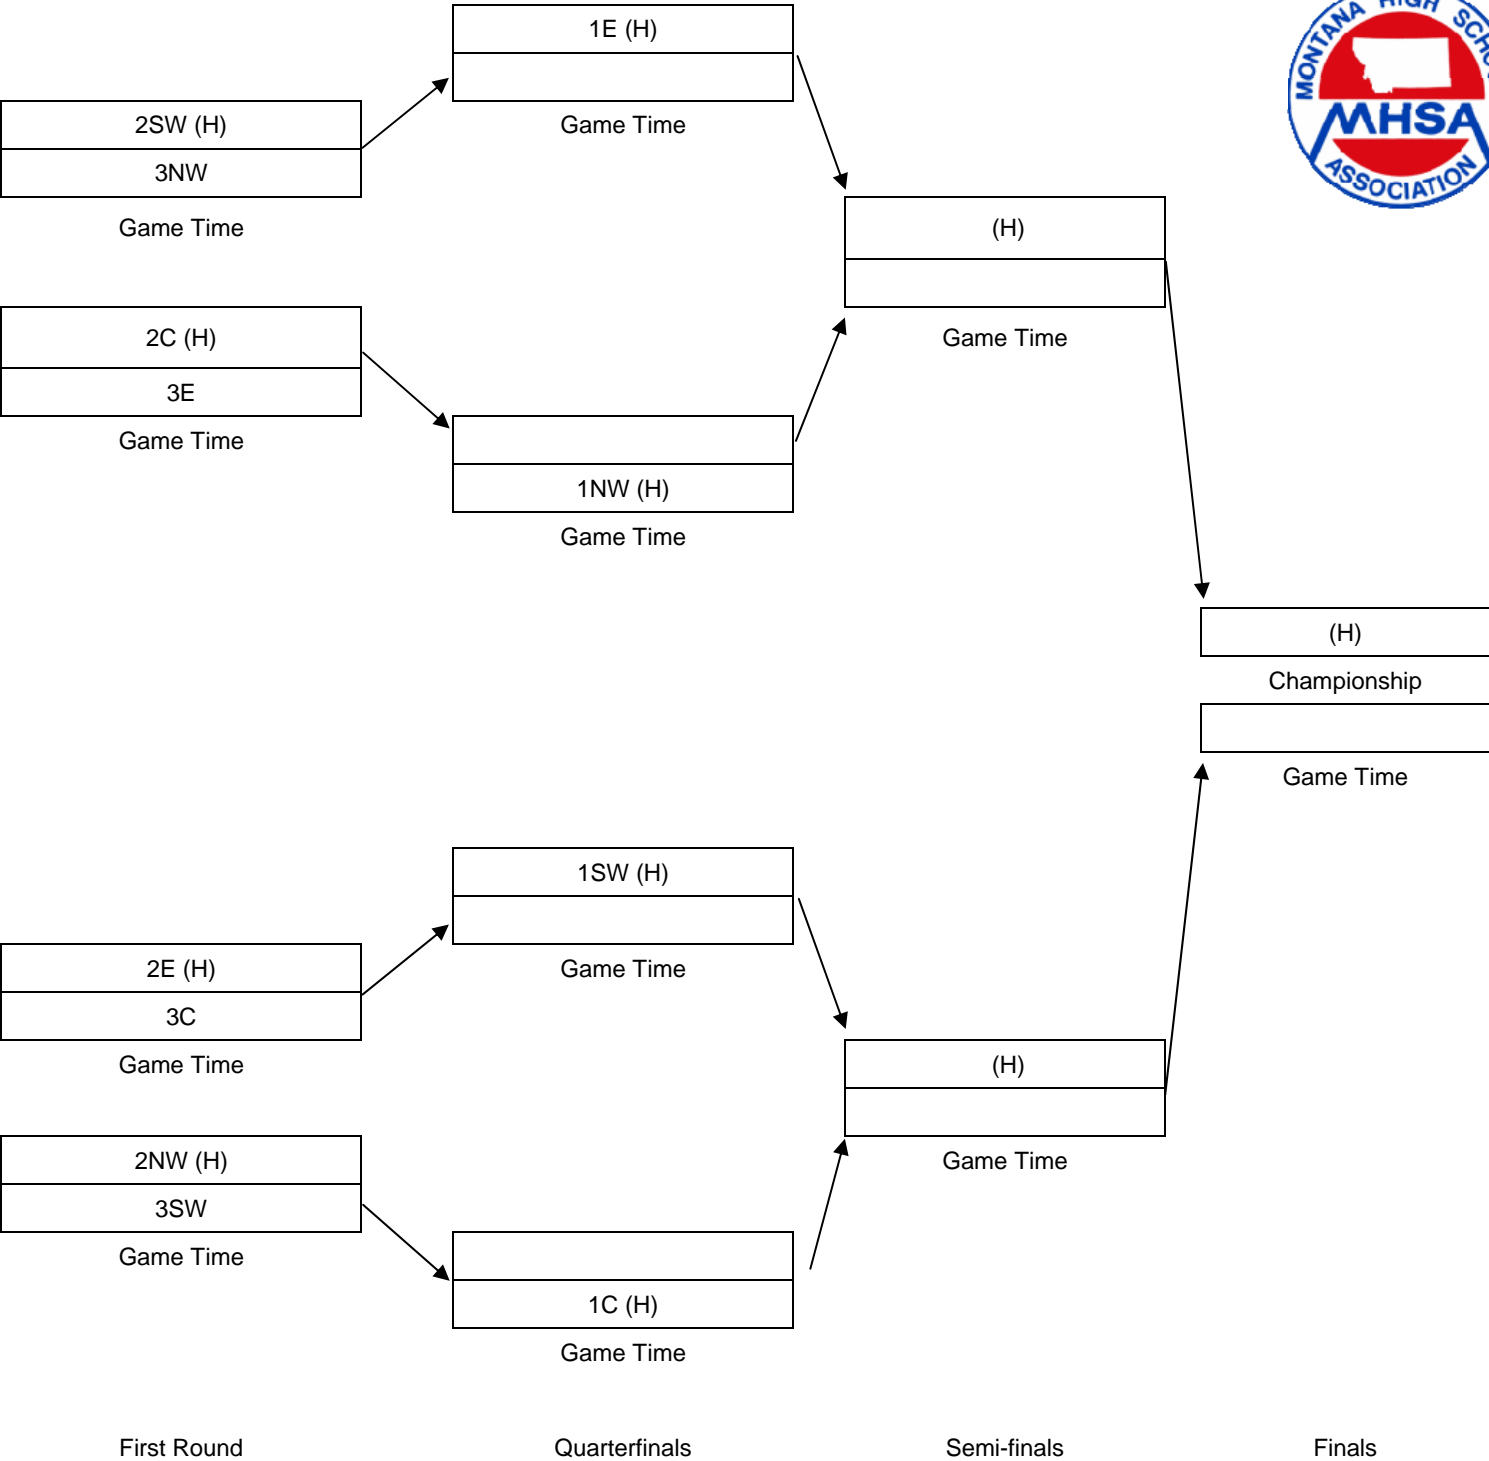 1E (H)
Game Time
2SW (H)
3NW
Game Time
MONTANA HIGH
MHSA
ASSOCIATION
(H)
Game Time
2C (H)
3E
Game Time
1NW (H)
Game Time
(H)
Championship
Game Time
1SW (H)
Game Time
2E (H)
3C
Game Time
(H)
Game Time
2NW (H)
3SW
Game Time
1C (H)
Game Time
First Round Quarterfinals Semi-finals Finals